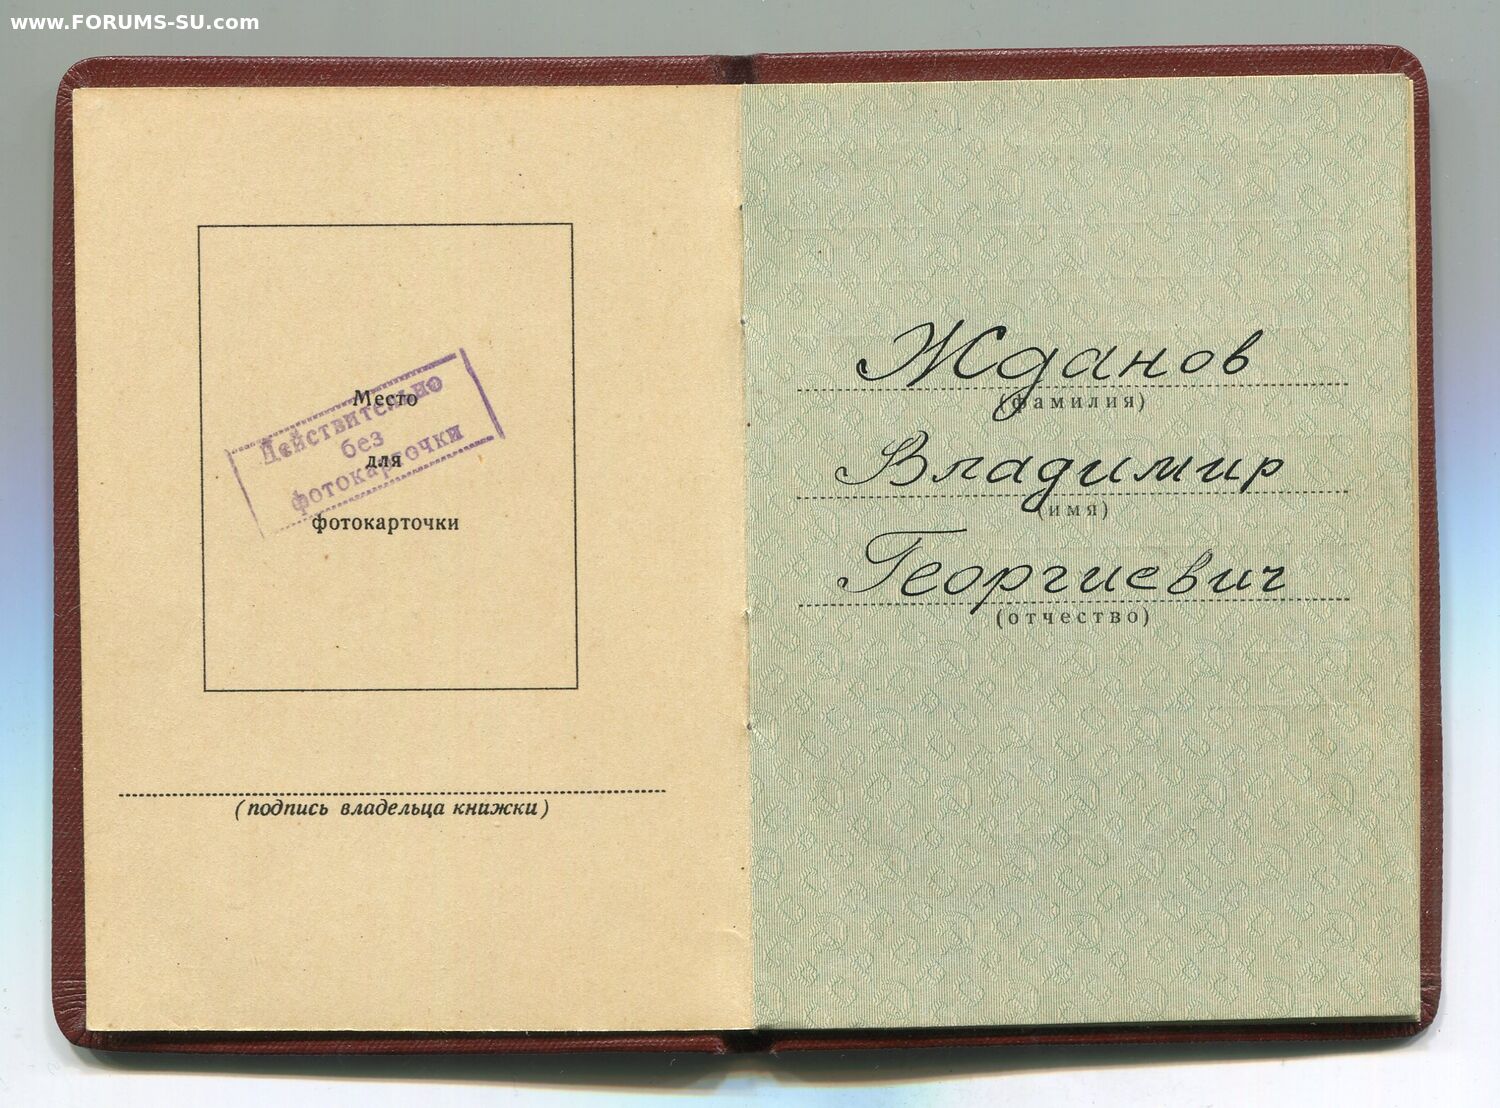 www.FORUMS-SU.com
Место
для
фотокарточки
Действительно
без
фотокарточки
(подпись владельца книжки)
Жданов
(фамилия)
Владимир
(имя)
Георгиевич
(отчество)